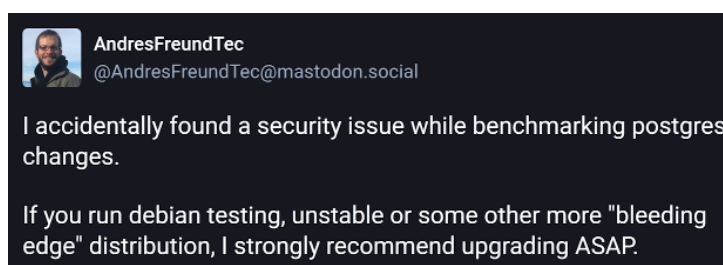 AndresFreundTec
@AndresFreundTec@mastodon.social
I accidentally found a security issue while benchmarking postgres
changes.
If you run debian testing, unstable or some other more "bleeding
edge" distribution, I strongly recommend upgrading ASAP.